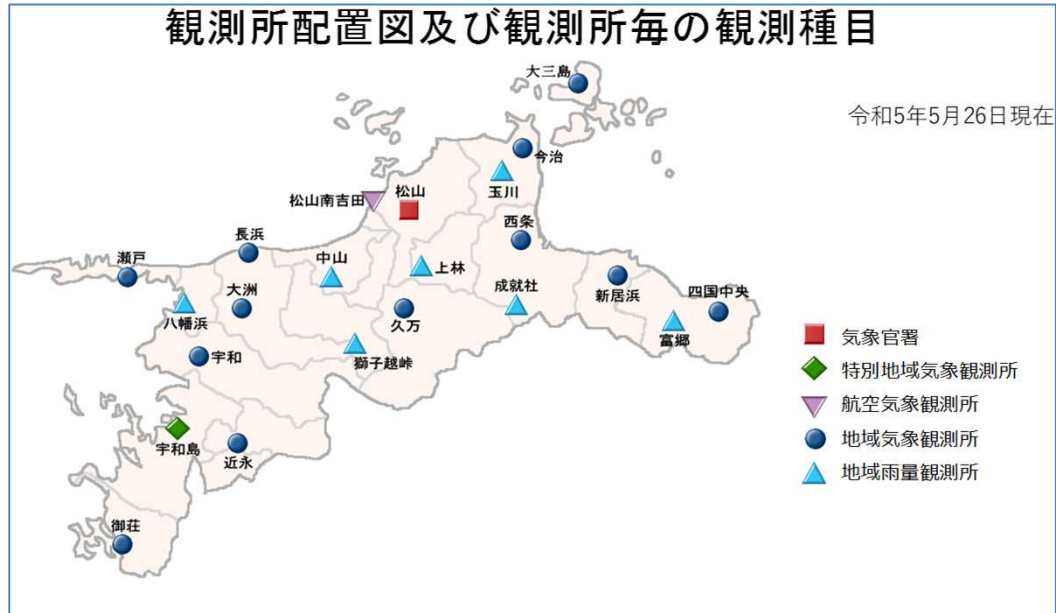 観測所配置図及び観測所毎の観測種目
大三島
令和5年5月26日現在
今治
玉川
松山南吉田
松山
西条
長浜
瀬戸
中山
上林
大洲
成就社
新居浜
四国中央
八幡浜
久万
富郷
宇和
獅子越峠
宇和島
近永
御荘
気象官署
特別地域気象観測所
航空気象観測所
地域気象観測所
地域雨量観測所